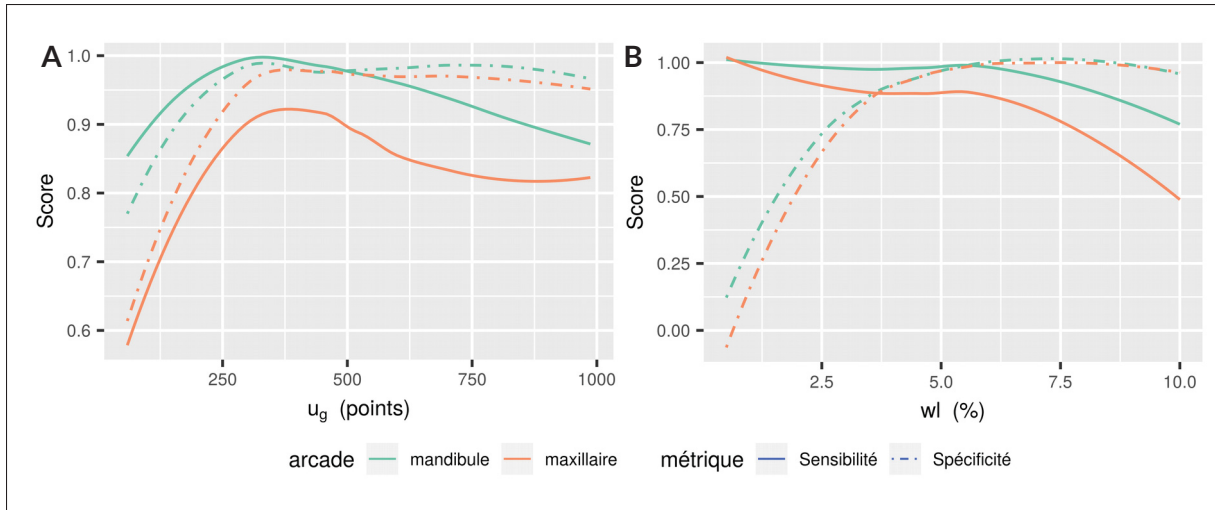 A
B
Score
1.0
0.9
0.8
0.7
0.6
250
500
750
1000
u_g (points)
Score
1.00
0.75
0.50
0.25
0.00
2.5
5.0
7.5
10.0
wl (%)
arcade mandibule maxillaire métrique Sensibilité Spécificité